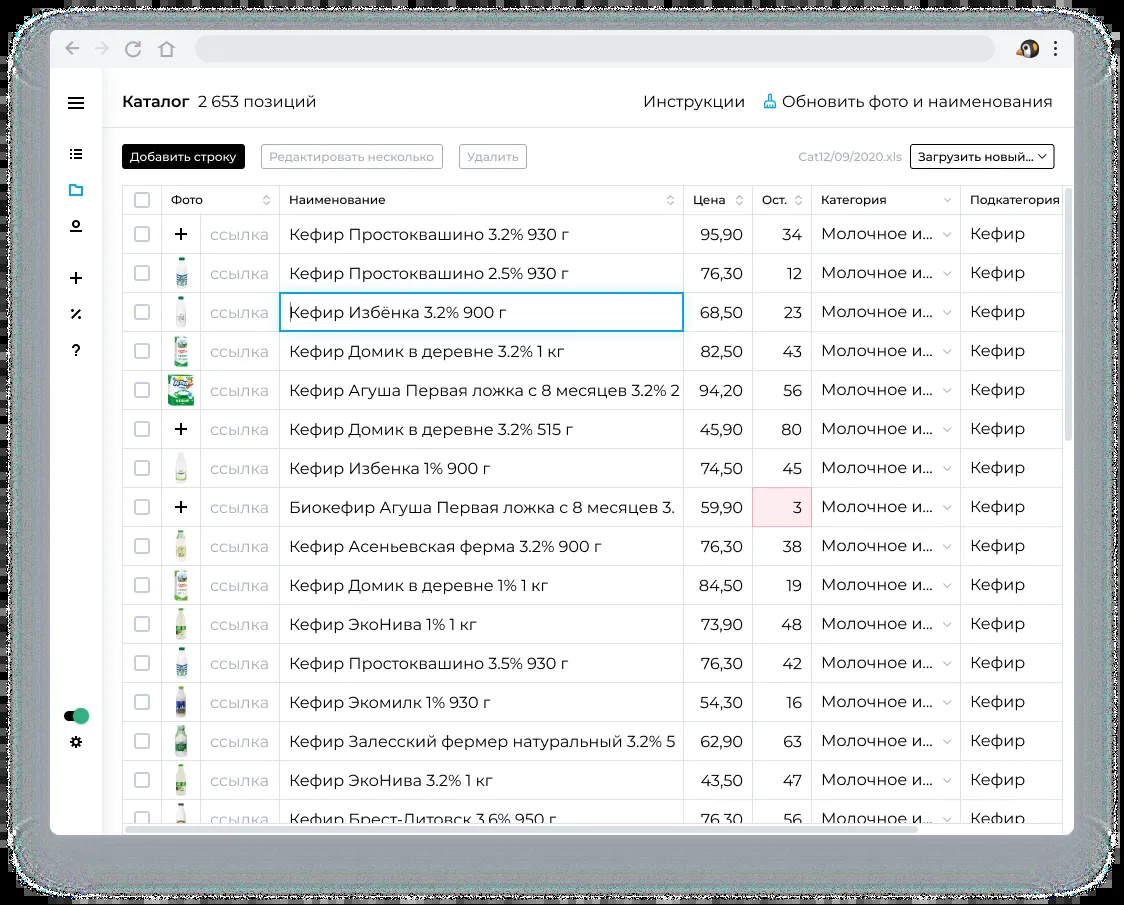 Каталог 2 653 позиций Инструкции Обновить фото и наименования
Добавить строку Редактировать несколько Удалить Cat12/09/2020.xls Загрузить новый...
Фото Наименование Цена Ост. Категория Подкатегория
+ ссылка Кефир Простоквашино 3.2% 930 г 95,90 34 Молочное и... Кефир
ссылка Кефир Простоквашино 2.5% 930 г 76,30 12 Молочное и... Кефир
ссылка Кефир Избёнка 3.2% 900 г 68,50 23 Молочное и... Кефир
ссылка Кефир Домик в деревне 3.2% 1 кг 82,50 43 Молочное и... Кефир
ссылка Кефир Агуша Первая ложка с 8 месяцев 3.2% 2 94,20 56 Молочное и... Кефир
+ ссылка Кефир Домик в деревне 3.2% 515 г 45,90 80 Молочное и... Кефир
ссылка Кефир Избенка 1% 900 г 74,50 45 Молочное и... Кефир
+ ссылка Биокефир Агуша Первая ложка с 8 месяцев 3. 59,90 3 Молочное и... Кефир
ссылка Кефир Асеньевская ферма 3.2% 900 г 76,30 38 Молочное и... Кефир
ссылка Кефир Домик в деревне 1% 1 кг 84,50 19 Молочное и... Кефир
ссылка Кефир ЭкоНива 1% 1 кг 73,90 48 Молочное и... Кефир
ссылка Кефир Простоквашино 3.5% 930 г 76,30 42 Молочное и... Кефир
ссылка Кефир Экомилк 1% 930 г 54,30 16 Молочное и... Кефир
ссылка Кефир Залесский фермер натуральный 3.2% 5 62,90 63 Молочное и... Кефир
ссылка Кефир ЭкоНива 3.2% 1 кг 43,50 47 Молочное и... Кефир
ссылка Кефир Брест-Литовск 3.6% 950 г 76,30 56 Молочное и... Кефир